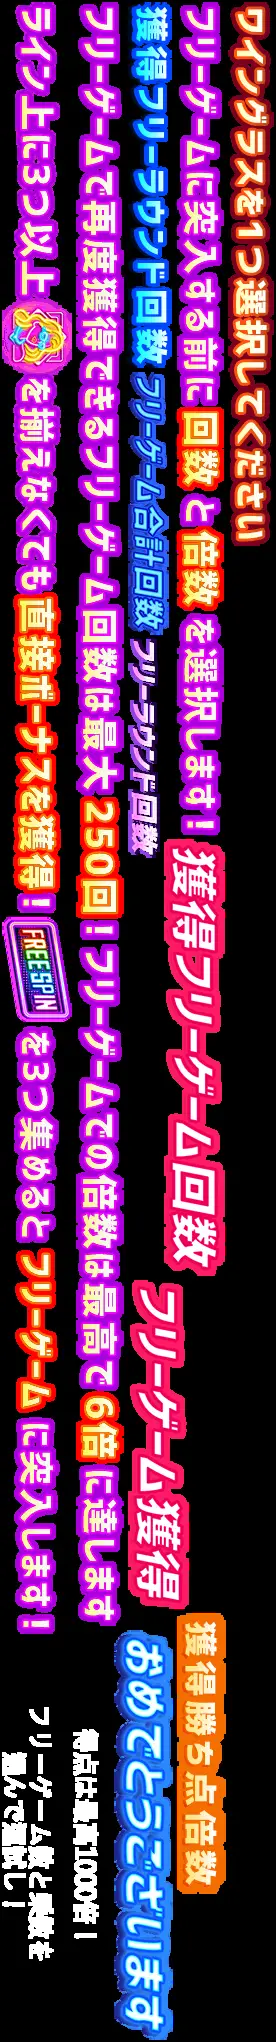 ワイングラスを1つ選択してください
フリーゲームに突入する前に 回数 と 倍数 を選択します!
獲得フリーラウンド回数
フリーゲーム合計回数
フリーラウンド回数
フリーゲームで再度獲得できるフリーゲーム回数は最大 250回!フリーゲームでの倍数は最高で 6倍 に達します
ライン上に3つ以上 を揃えなくても 直接ボーナスを獲得!
FREE SPIN
を3つ集めると フリーゲーム に突入します!
獲得フリーゲーム回数
フリーゲーム獲得
獲得勝ち点倍数
おめでとうございます
得点は最高1000倍!
フリーゲーム数と乗数を
選んで運試し!